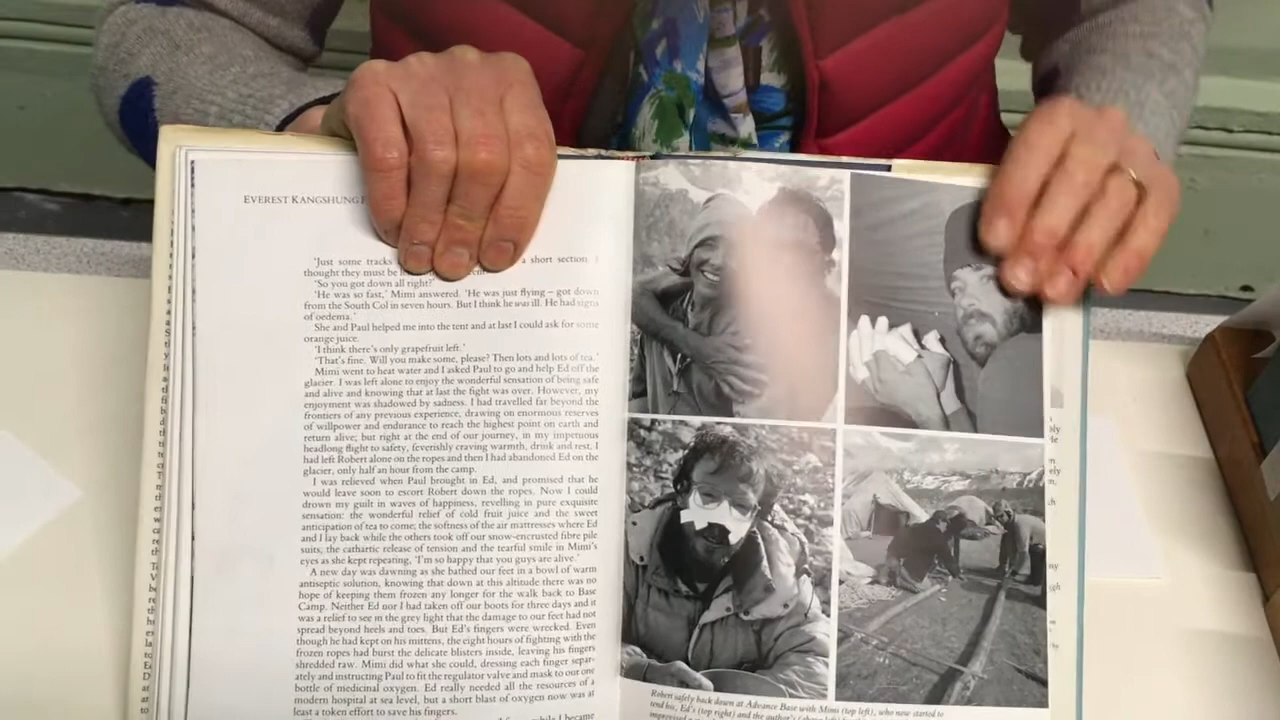 EVEREST KANGSHUNG F
'Just some tracks a short section. I
thought they must be
'So you got down all right?'
'He was so fast,' Mimi answered. 'He was just flying – got down
from the South Col in seven hours. But I think he was ill. He had signs
of oedema.'
She and Paul helped me into the tent and at last I could ask for some
orange juice.
'I think there's only grapefruit left.'
'That's fine. Will you make some, please? Then lots and lots of tea.'
Mimi went to heat water and I asked Paul to go and help Ed off the
glacier. I was left alone to enjoy the wonderful sensation of being safe
and alive and knowing that at last the fight was over. However, my
enjoyment was shadowed by sadness. I had travelled far beyond the
frontiers of any previous experience, drawing on enormous reserves
of willpower and endurance to reach the highest point on earth and
return alive; but right at the end of our journey, in my impetuous
headlong flight to safety, feverishly craving warmth, drink and rest, I
had left Robert alone on the ropes and then I had abandoned Ed on the
glacier, only half an hour from the camp.
I was relieved when Paul brought in Ed, and promised that he
would leave soon to escort Robert down the ropes. Now I could
drown my guilt in waves of happiness, revelling in pure exquisite
sensation: the wonderful relief of cold fruit juice and the sweet
anticipation of tea to come; the softness of the air mattresses where Ed
and I lay back while the others took off our snow-encrusted fibre pile
suits; the cathartic release of tension and the tearful smile in Mimi's
eyes as she kept repeating, 'I'm so happy that you guys are alive.'
A new day was dawning as she bathed our feet in a bowl of warm
antiseptic solution, knowing that down at this altitude there was no
hope of keeping them frozen any longer for the walk back to Base
Camp. Neither Ed nor I had taken off our boots for three days and it
was a relief to see in the grey light that the damage to our feet had not
spread beyond heels and toes. But Ed's fingers were wrecked. Even
though he had kept on his mittens, the eight hours of fighting with the
frozen ropes had burst the delicate blisters inside, leaving his fingers
shredded raw. Mimi did what she could, dressing each finger separ-
ately and instructing Paul to fit the regulator valve and mask to our one
bottle of medicinal oxygen. Ed really needed all the resources of a
modern hospital at sea level, but a short blast of oxygen now was at
least a token effort to save his fingers.
while I became
Robert safely back down at Advance Base with Mimi (top left), who now started to
tend his, Ed's (top right) and the author's (above left)
improvised